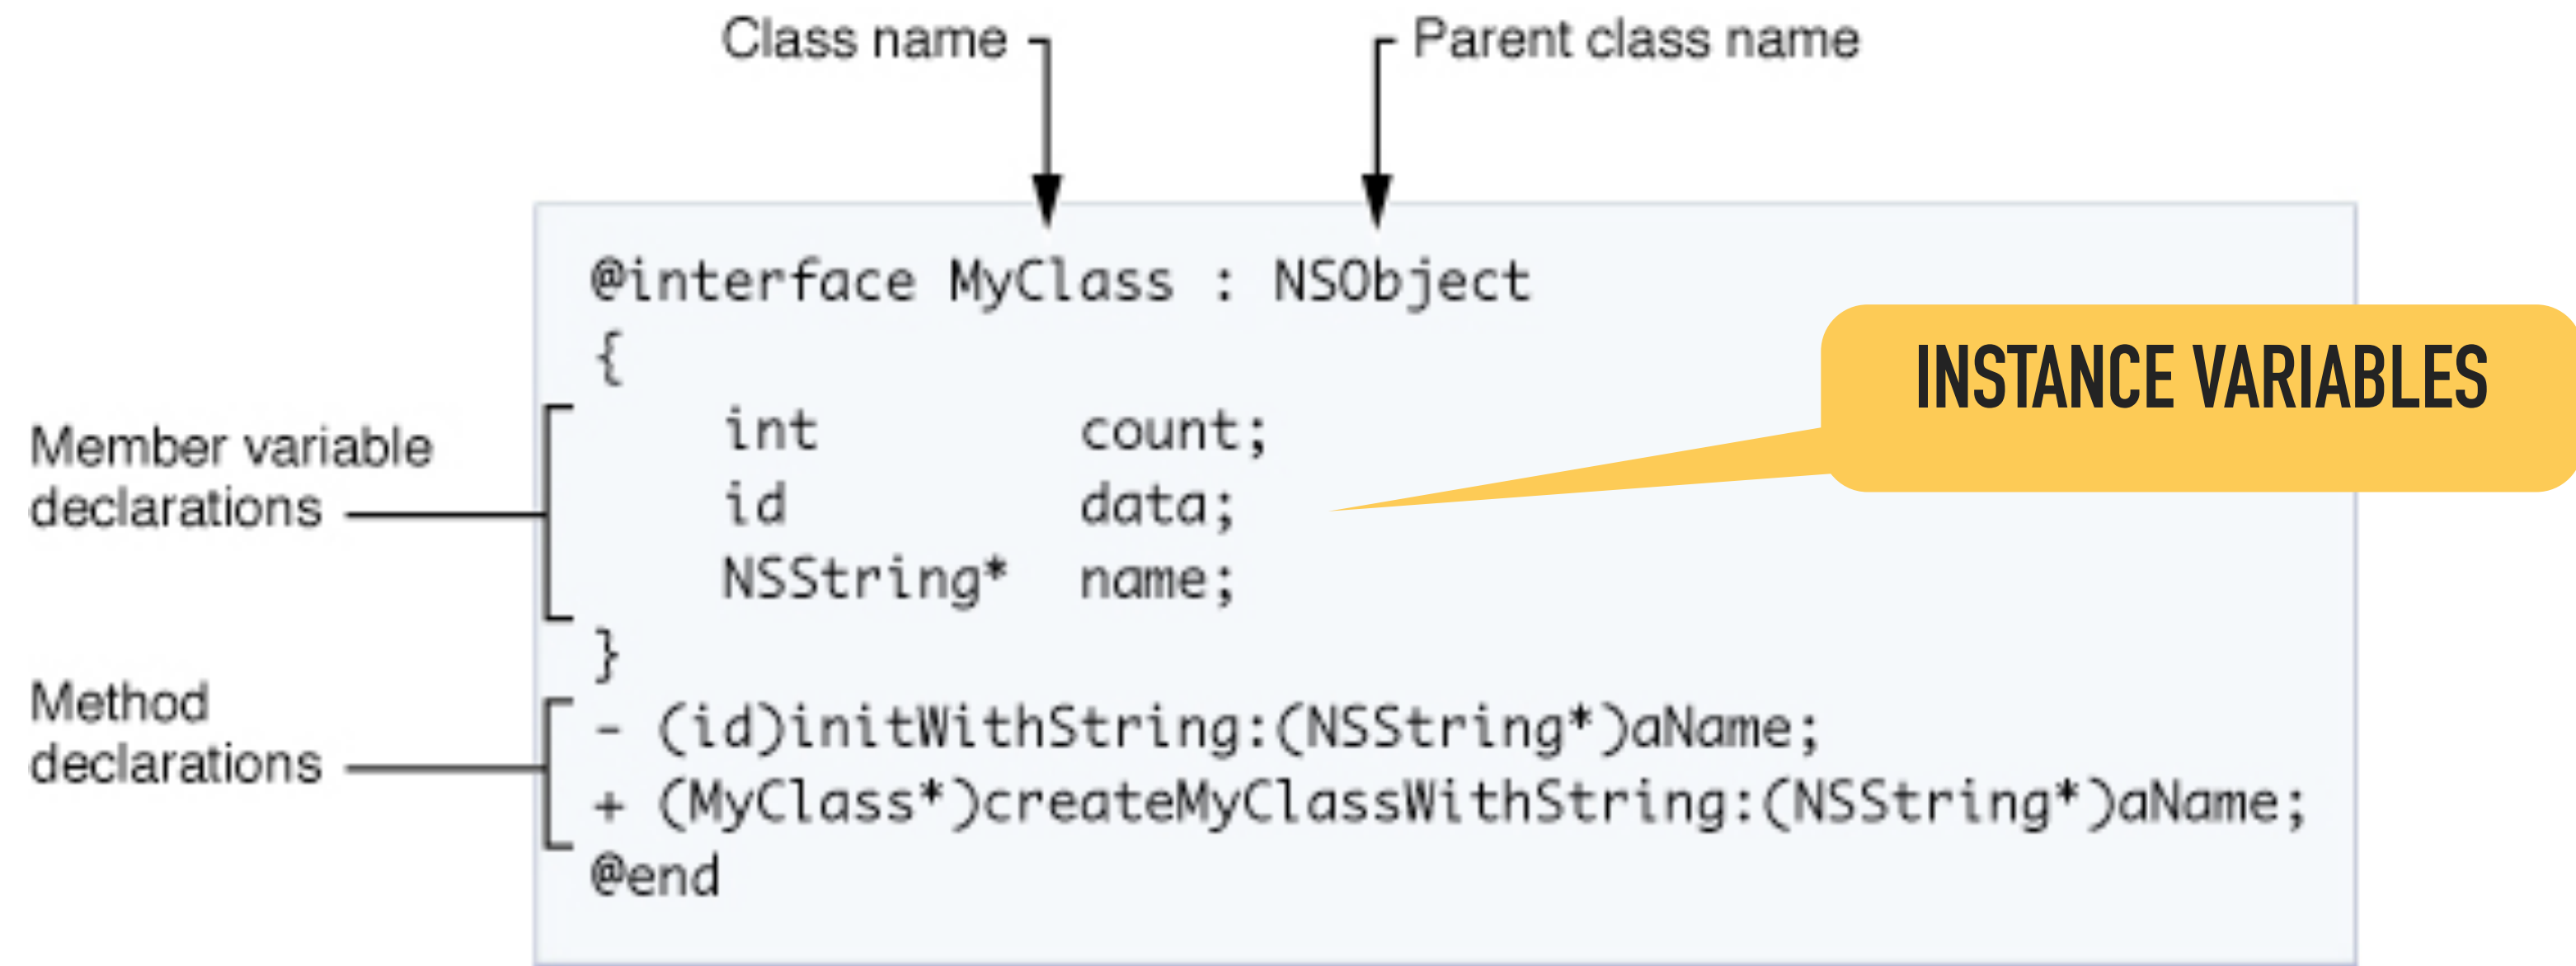 Class name
Parent class name
@interface MyClass : NSObject
{
INSTANCE VARIABLES
Member variable
declarations
int count;
id data;
NSString* name;
}
Method
declarations
- (id)initWithString:(NSString*)aName;
+ (MyClass*)createMyClassWithString:(NSString*)aName;
@end